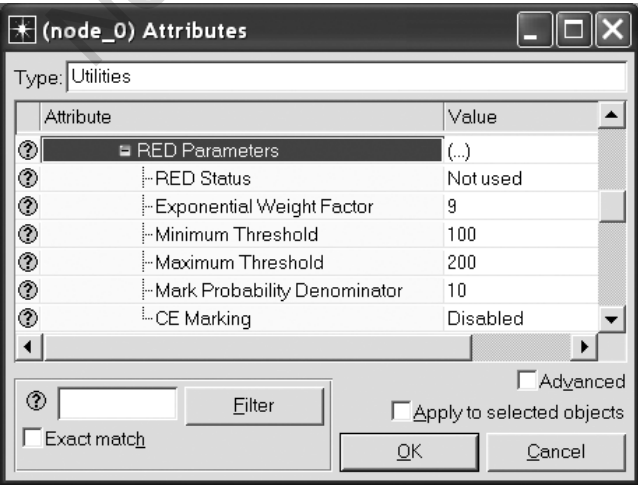 (node_0) Attributes
Type: Utilities
Attribute Value
RED Parameters (...)
RED Status Not used
Exponential Weight Factor 9
Minimum Threshold 100
Maximum Threshold 200
Mark Probability Denominator 10
CE Marking Disabled
Advanced
Filter
Apply to selected objects
Exact match
OK Cancel